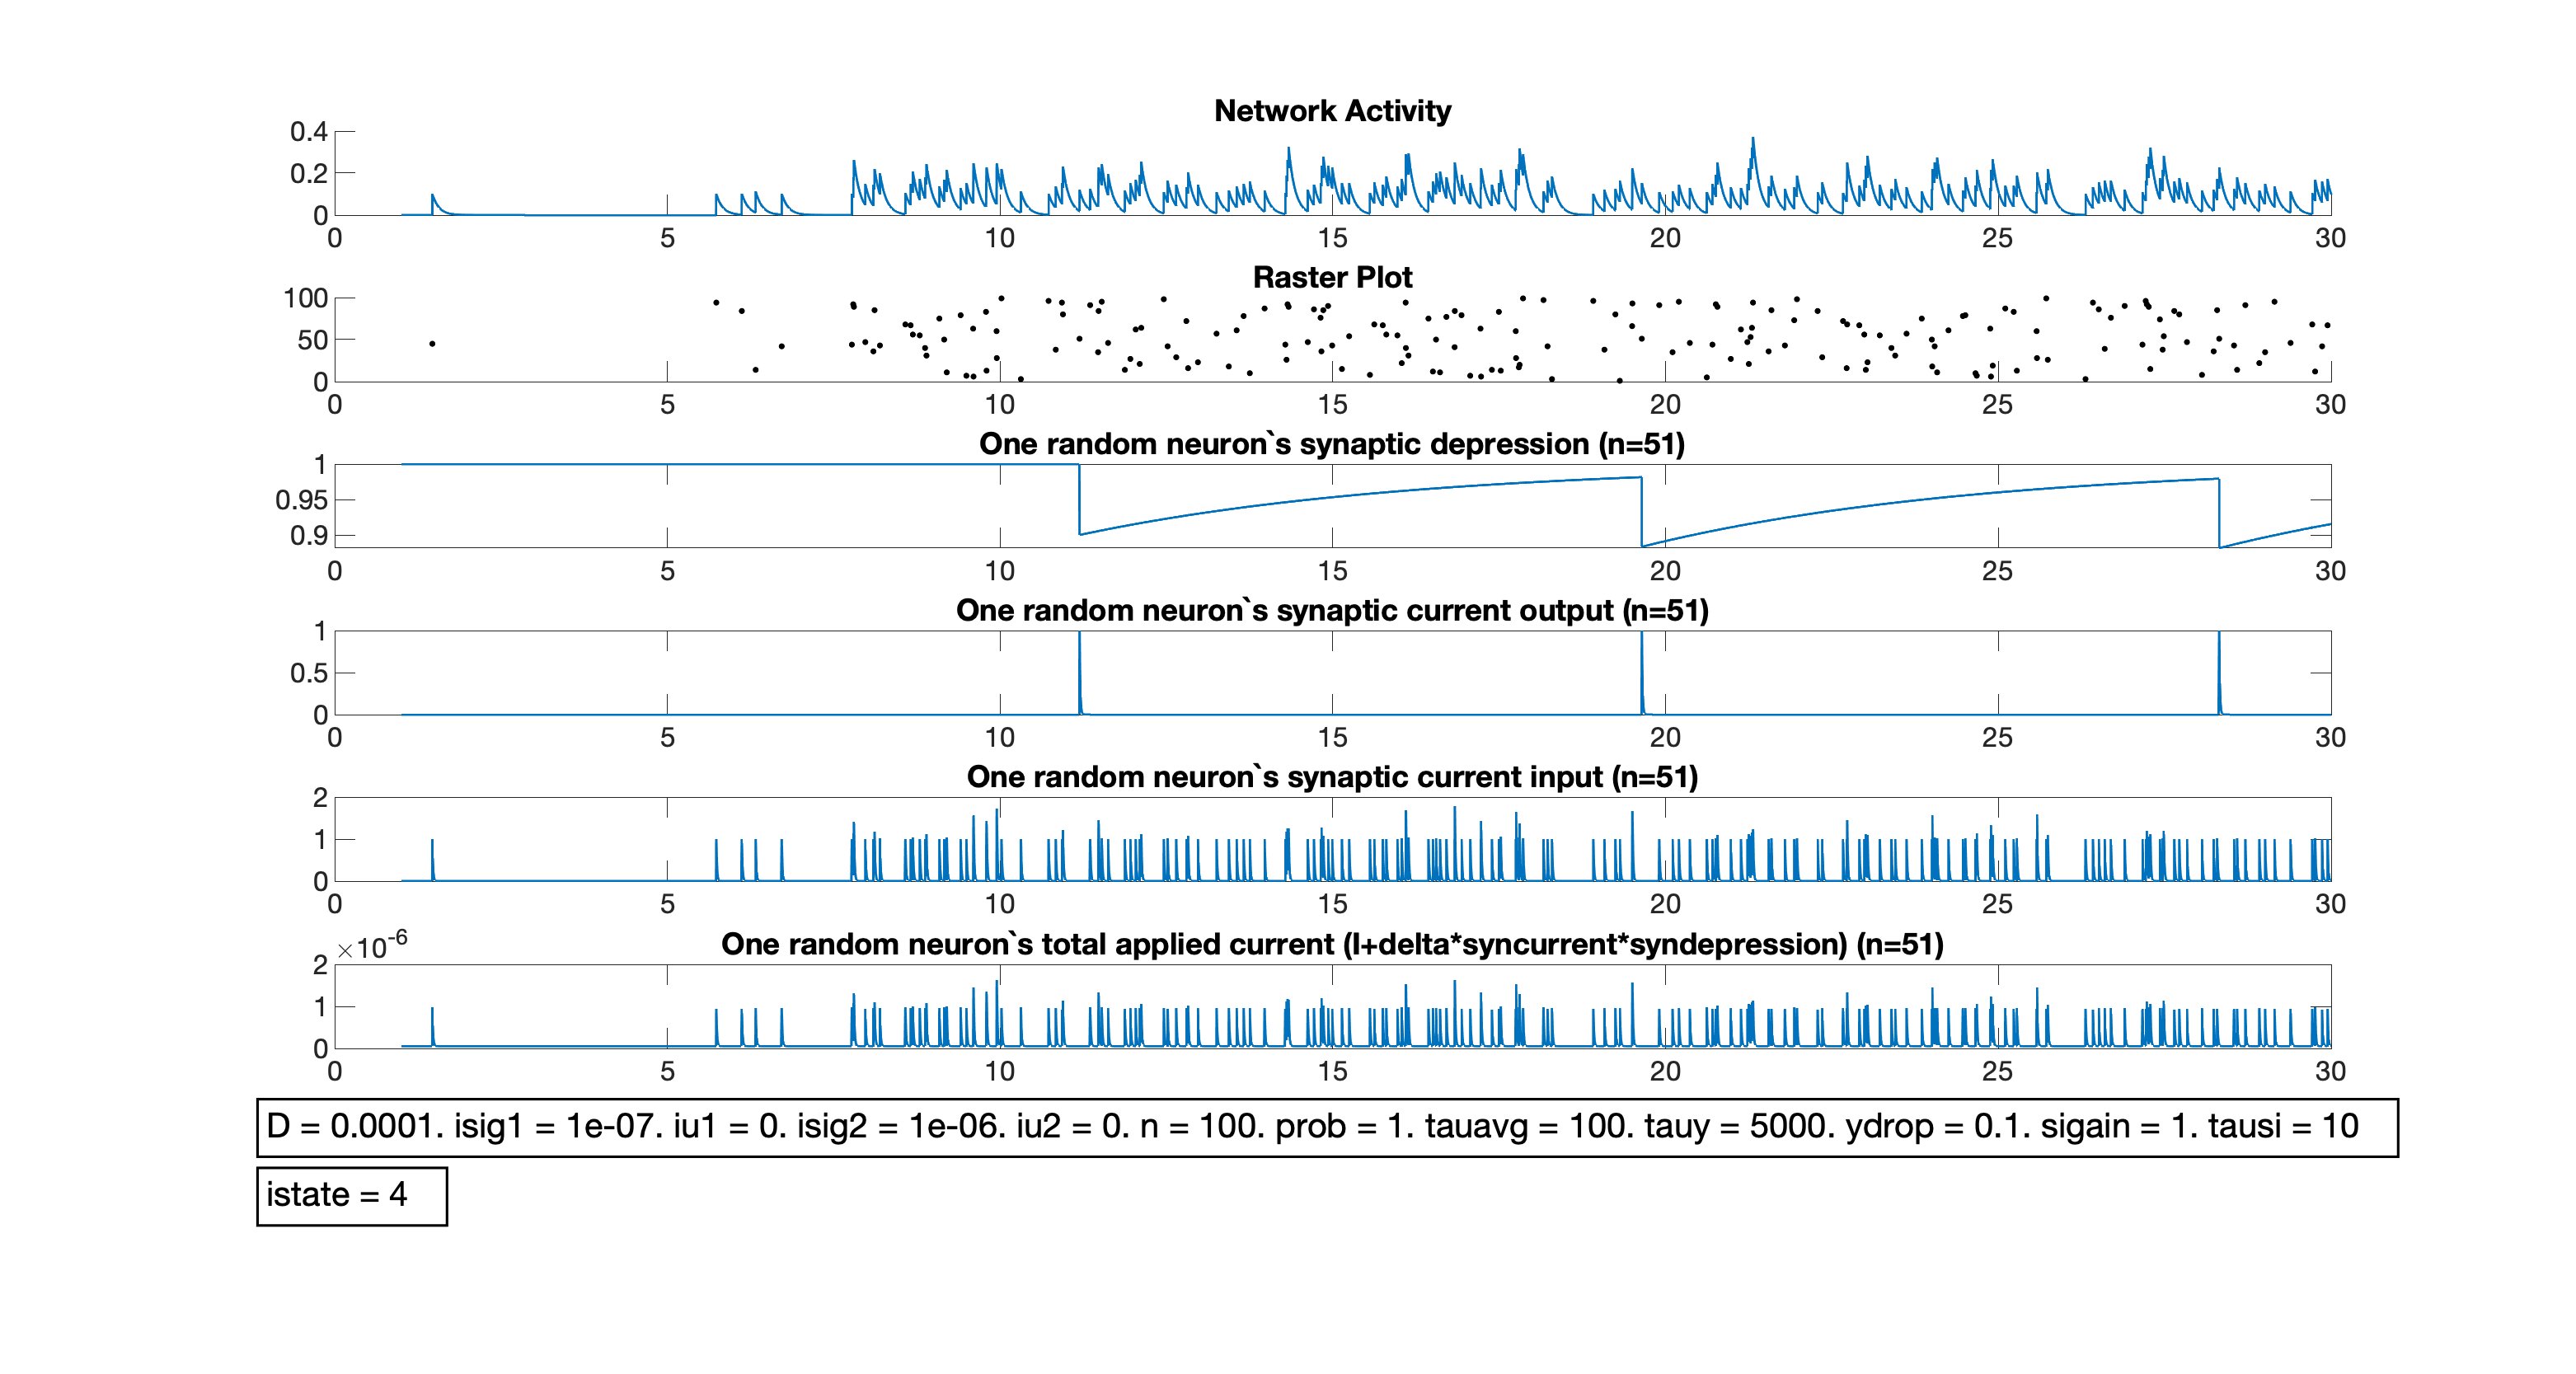 Network Activity
0.4
0.2
0
0 5 10 15 20 25 30
Raster Plot
100
50
0
0 5 10 15 20 25 30
One random neuron`s synaptic depression (n=51)
1
0.95
0.9
0 5 10 15 20 25 30
One random neuron`s synaptic current output (n=51)
1
0.5
0
0 5 10 15 20 25 30
One random neuron`s synaptic current input (n=51)
2
1
0
0 5 10 15 20 25 30
×10-6
One random neuron`s total applied current (I+delta*syncurrent*syndepression) (n=51)
2
1
0
0 5 10 15 20 25 30
D = 0.0001. isig1 = 1e-07. iu1 = 0. isig2 = 1e-06. iu2 = 0. n = 100. prob = 1. tauavg = 100. tauy = 5000. ydrop = 0.1. sigain = 1. tausi = 10
istate = 4